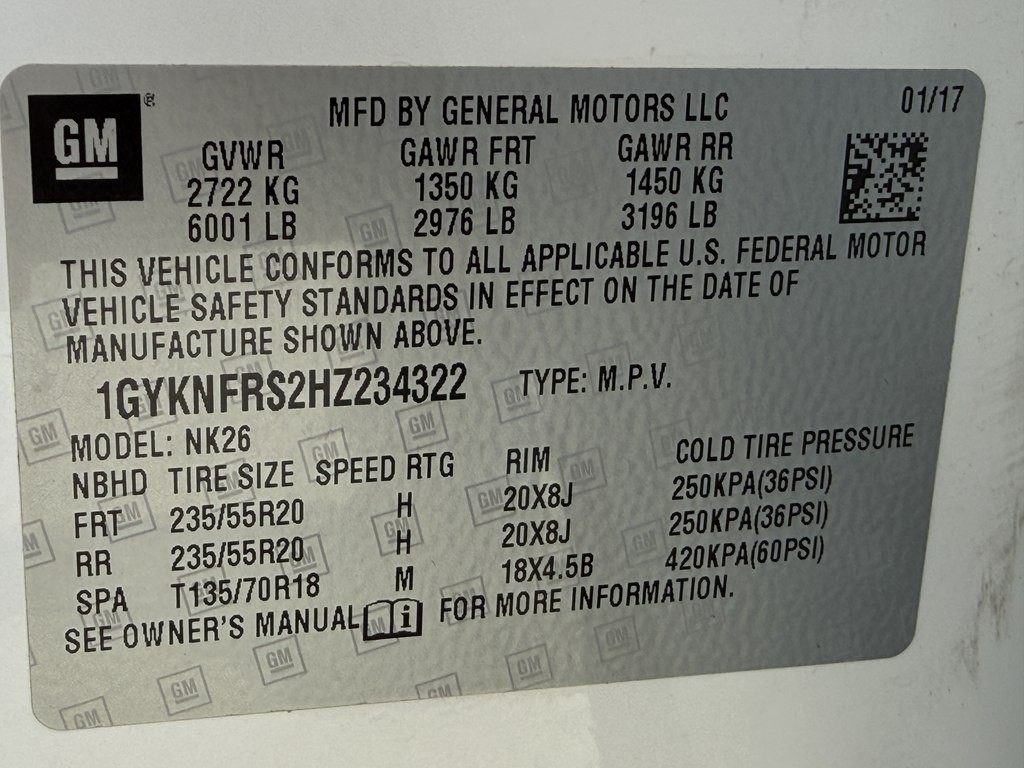 GM ®
MFD BY GENERAL MOTORS LLC 01/17
GVWR GAWR FRT GAWR RR
2722 KG 1350 KG 1450 KG
6001 LB 2976 LB 3196 LB
THIS VEHICLE CONFORMS TO ALL APPLICABLE U.S. FEDERAL MOTOR
VEHICLE SAFETY STANDARDS IN EFFECT ON THE DATE OF
MANUFACTURE SHOWN ABOVE.
1GYKNFRS2HZ234322 TYPE: M.P.V.
MODEL: NK26
NBHD TIRE SIZE SPEED RTG RIM COLD TIRE PRESSURE
FRT 235/55R20 H 20X8J 250KPA(36PSI)
RR 235/55R20 H 20X8J 250KPA(36PSI)
SPA T135/70R18 M 18X4.5B 420KPA(60PSI)
SEE OWNER'S MANUAL i FOR MORE INFORMATION.